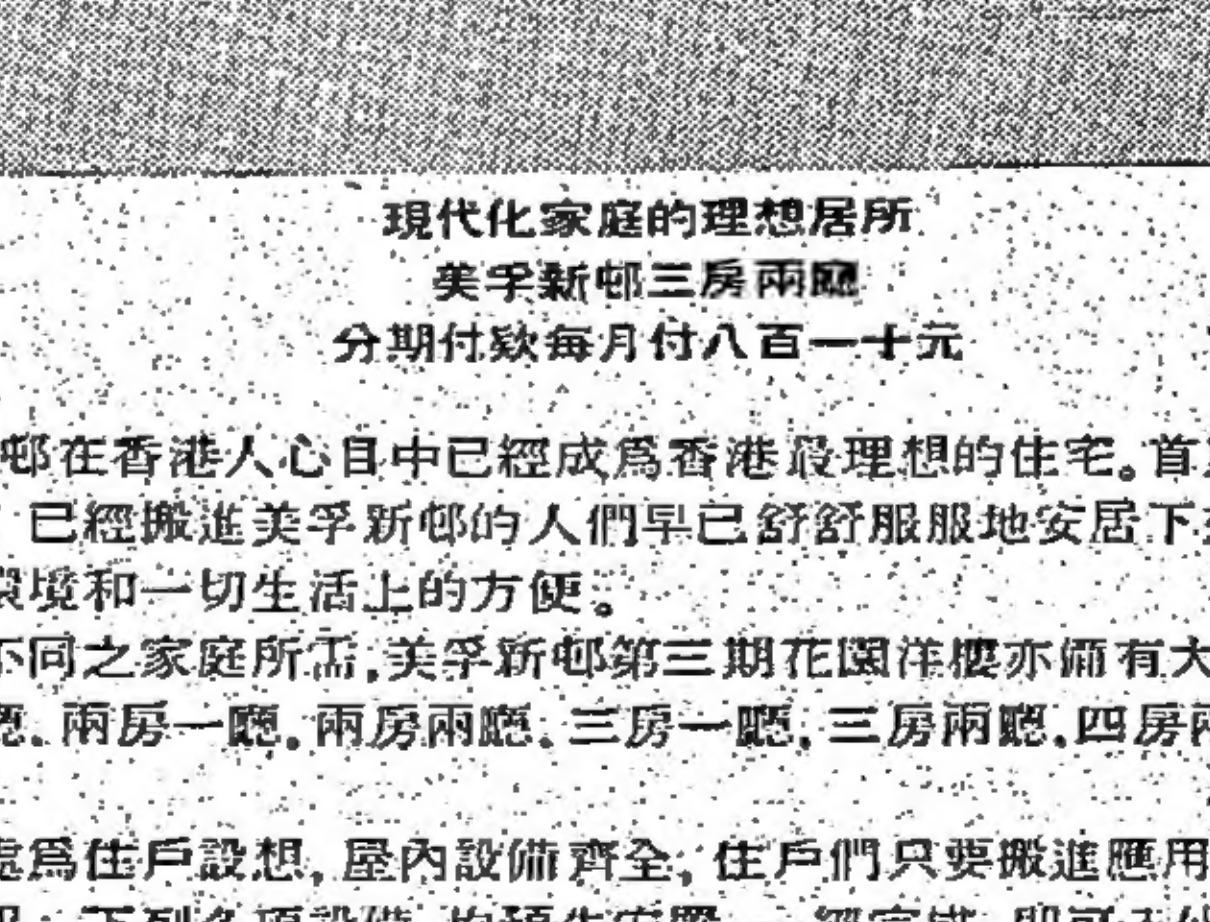 現代化家庭的理想居所
美孚新邨三房兩廳
分期付欵每月付八百一十元
邨在香港人心目中已經成爲香港最理想的住宅。首
已經搬進美孚新邨的人們早已舒舒服服地安居下
環境和一切生活上的方便。
不同之家庭所需,美孚新邨第三期花園洋樓亦備有大
廳.兩房一廳.兩房兩廳.三房一廳.三房兩廳.四房兩
處爲住戶設想,屋內設備齊全,住戶們只要搬進應用